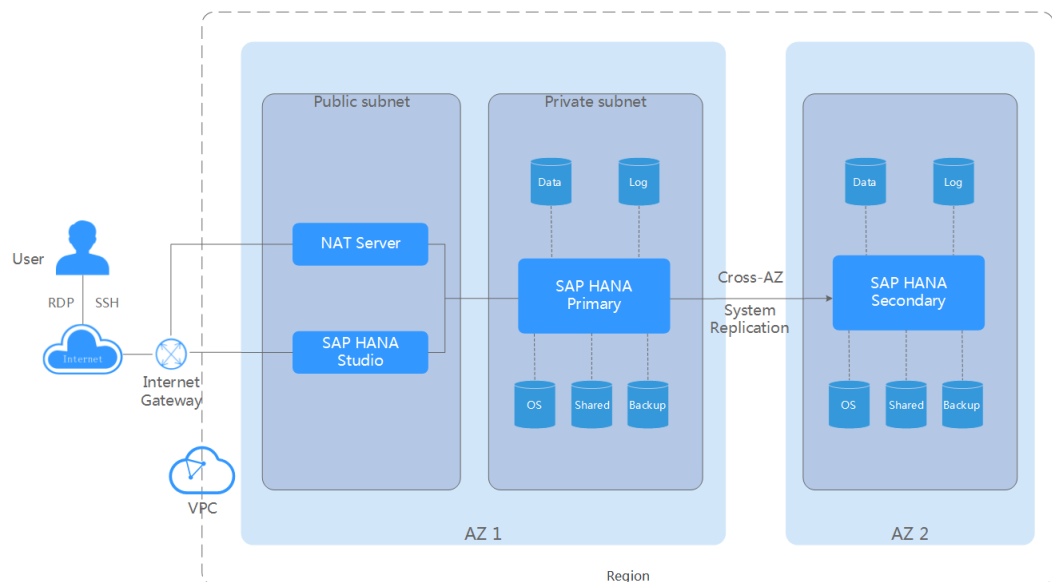 Public subnet
Private subnet
Data
Log
Data
Log
User
NAT Server
RDP
SSH
SAP HANA
Primary
Cross-AZ
System
Replication
SAP HANA
Secondary
Internet
SAP HANA
Studio
Internet
Gateway
OS
Shared
Backup
OS
Shared
Backup
VPC
AZ 1
AZ 2
Region